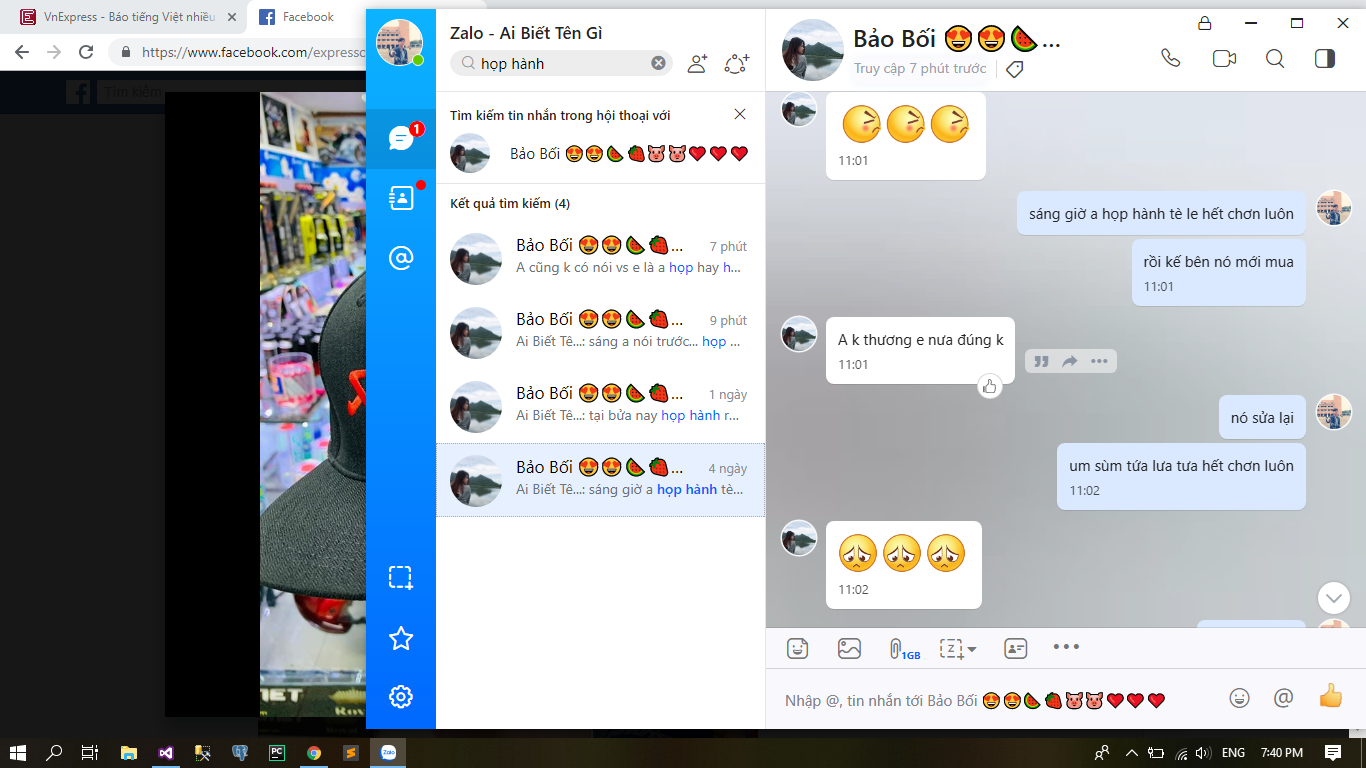 VnExpress - Báo tiếng Việt nhiều
Facebook
https://www.facebook.com/expressc
Tìm kiếm
Zalo - Ai Biết Tên Gì
họp hành
Tìm kiếm tin nhắn trong hội thoại với
Bảo Bối 😍😍🍉🍓🐷🐷❤❤❤
Kết quả tìm kiếm (4)
Bảo Bối 😍😍🍉🍓...
7 phút
A cũng k có nói vs e là a họp hay h...
Bảo Bối 😍😍🍉🍓...
9 phút
Ai Biết Tê...: sáng a nói trước... họp ...
Bảo Bối 😍😍🍉🍓...
1 ngày
Ai Biết Tê...: tại bửa nay họp hành r...
Bảo Bối 😍😍🍉🍓...
4 ngày
Ai Biết Tê...: sáng giờ a họp hành tè...
1
Bảo Bối 😍😍🍉...
Truy cập 7 phút trước
11:01
sáng giờ a họp hành tè le hết chơn luôn
rồi kế bên nó mới mua
11:01
A k thương e nưa đúng k
11:01
nó sửa lại
um sùm tứa lưa tưa hết chơn luôn
11:02
11:02
1GB
Z
Nhập @, tin nhắn tới Bảo Bối 😍😍🍉🍓🐷🐷❤❤❤
PC
Zalo
ENG
7:40 PM